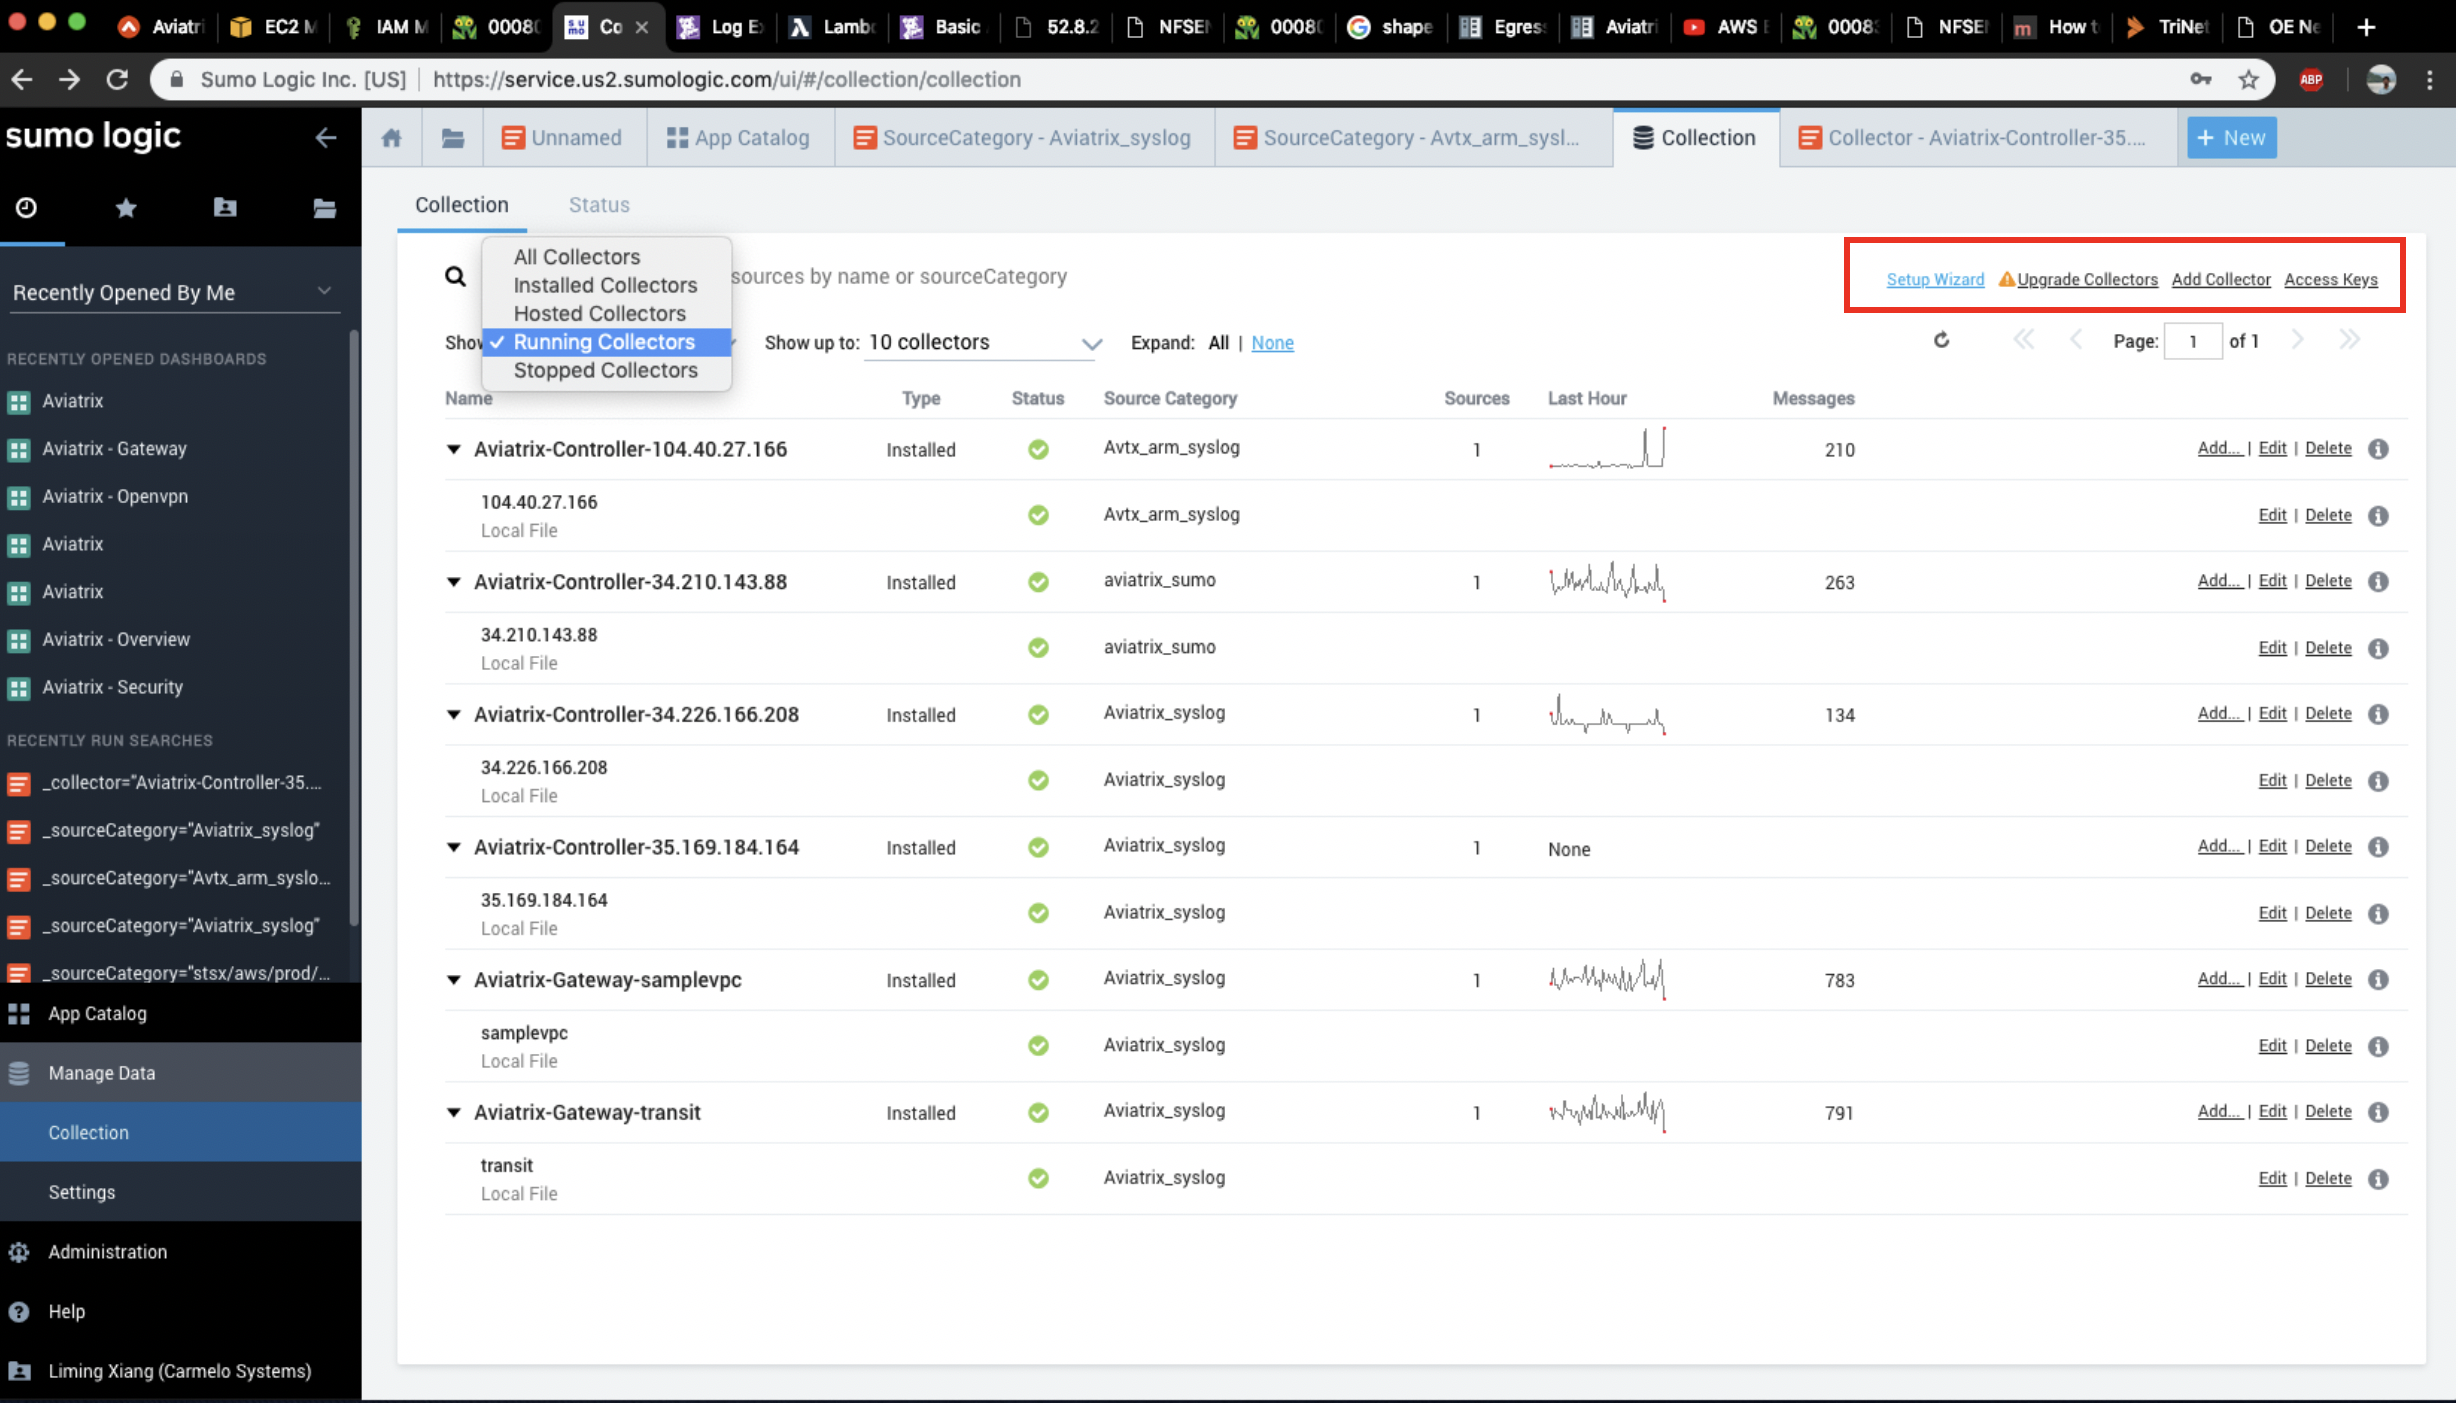 Aviatri
EC2 M
IAM M
0008
Co
Log E
Lamb
Basic
52.8.2
NFSE
0008
shape
Egres
Aviatri
AWS
0008
NFSE
How t
TriNe
OE Ne
Sumo Logic Inc. [US] https://service.us2.sumologic.com/ui/#/collection/collection
ABP
sumo logic
Unnamed
App Catalog
SourceCategory - Aviatrix_syslog
SourceCategory - Avtx_arm_sysl...
Collection
Collector - Aviatrix-Controller-35....
+ New
Recently Opened By Me
RECENTLY OPENED DASHBOARDS
Aviatrix
Aviatrix - Gateway
Aviatrix - Openvpn
Aviatrix
Aviatrix
Aviatrix - Overview
Aviatrix - Security
RECENTLY RUN SEARCHES
_collector="Aviatrix-Controller-35....
_sourceCategory="Aviatrix_syslog"
_sourceCategory="Avtx_arm_syslo...
_sourceCategory="Aviatrix_syslog"
_sourceCategory="stsx/aws/prod/...
App Catalog
Manage Data
Collection
Settings
Administration
Help
Liming Xiang (Carmelo Systems)
Collection Status
All Collectors
Installed Collectors
Hosted Collectors
Running Collectors
Stopped Collectors
sources by name or sourceCategory
Setup Wizard Upgrade Collectors Add Collector Access Keys
Show up to: 10 collectors Expand: All | None Page: 1 of 1
Name Type Status Source Category Sources Last Hour Messages
Aviatrix-Controller-104.40.27.166 Installed Avtx_arm_syslog 1 210 Add... | Edit | Delete
104.40.27.166 Avtx_arm_syslog Edit | Delete
Local File
Aviatrix-Controller-34.210.143.88 Installed aviatrix_sumo 1 263 Add... | Edit | Delete
34.210.143.88 aviatrix_sumo Edit | Delete
Local File
Aviatrix-Controller-34.226.166.208 Installed Aviatrix_syslog 1 134 Add... | Edit | Delete
34.226.166.208 Aviatrix_syslog Edit | Delete
Local File
Aviatrix-Controller-35.169.184.164 Installed Aviatrix_syslog 1 None Add... | Edit | Delete
35.169.184.164 Aviatrix_syslog Edit | Delete
Local File
Aviatrix-Gateway-samplevpc Installed Aviatrix_syslog 1 783 Add... | Edit | Delete
samplevpc Aviatrix_syslog Edit | Delete
Local File
Aviatrix-Gateway-transit Installed Aviatrix_syslog 1 791 Add... | Edit | Delete
transit Aviatrix_syslog Edit | Delete
Local File